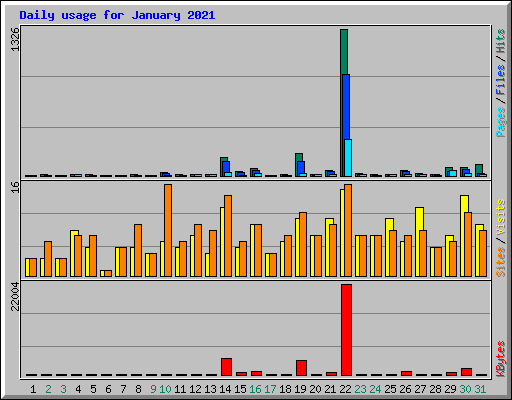 Daily usage for January 2021
1326
Pages / Files / Hits
16
Sites / Visits
22004
KBytes
1 2 3 4 5 6 7 8 9 10 11 12 13 14 15 16 17 18 19 20 21 22 23 24 25 26 27 28 29 30 31